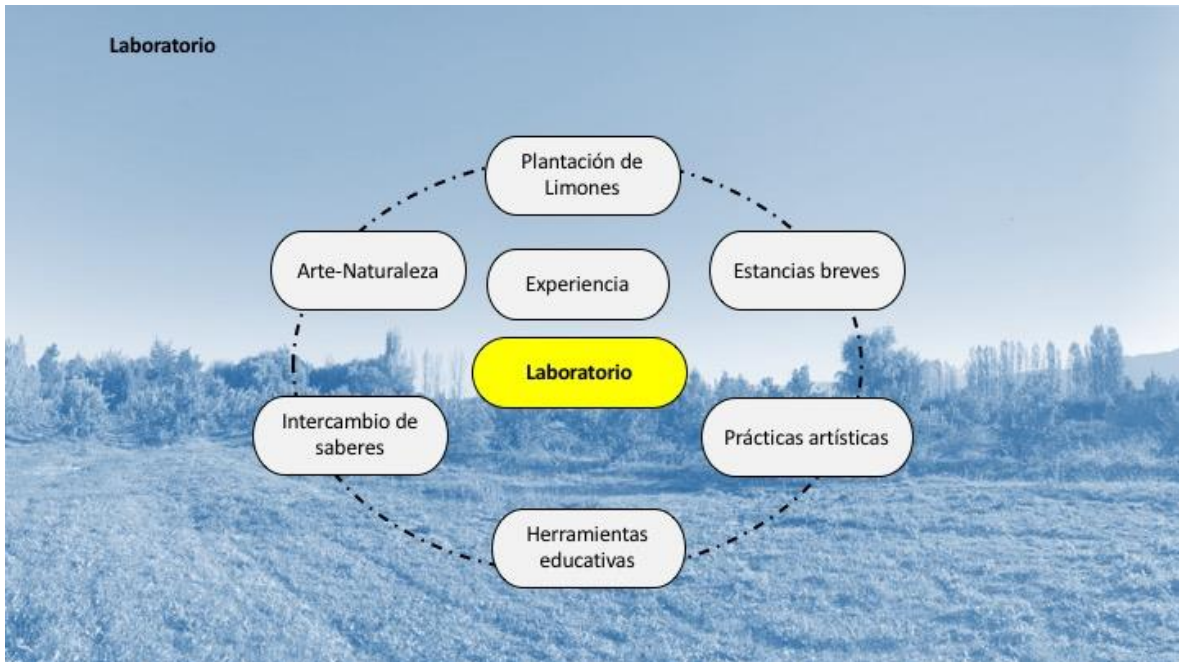 Laboratorio
Plantación de
Limones
Arte-Naturaleza
Experiencia
Estancias breves
Laboratorio
Intercambio de
saberes
Prácticas artísticas
Herramientas
educativas